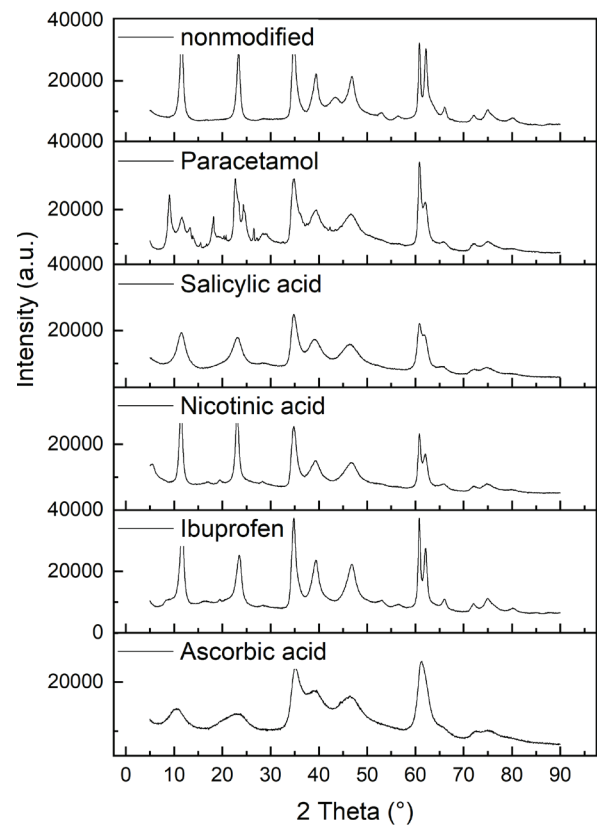 40000
nonmodified
20000
40000
Paracetamol
20000
40000
Salicylic acid
20000
40000
Nicotinic acid
20000
40000
Ibuprofen
20000
0
Ascorbic acid
20000
Intensity (a.u.)
0 10 20 30 40 50 60 70 80 90
2 Theta (°)